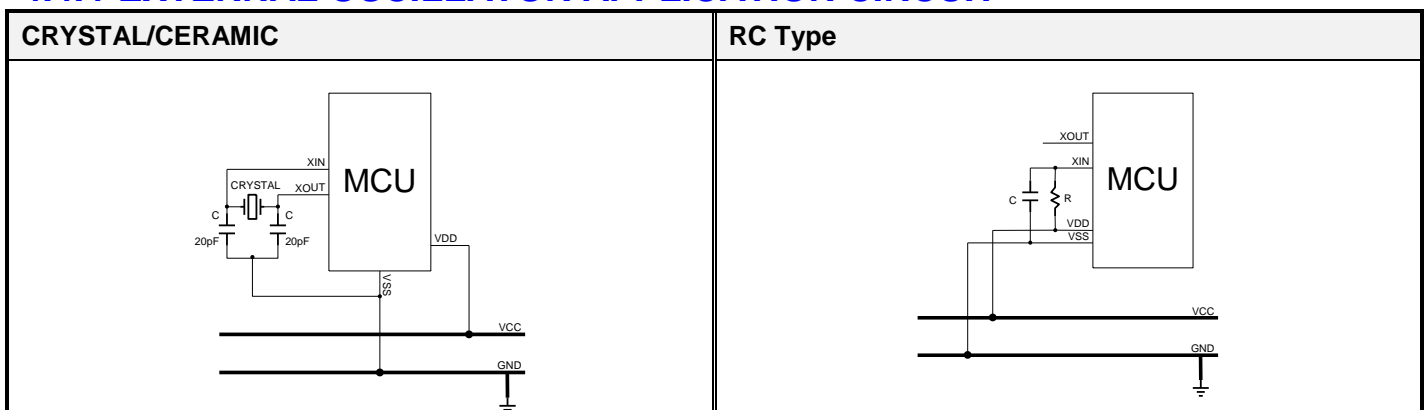 CRYSTAL/CERAMIC
RC Type
XIN
CRYSTAL
XOUT
MCU
C
C
20pF
20pF
VDD
VSS
VCC
GND
XOUT
XIN
MCU
C
R
VDD
VSS
VCC
GND